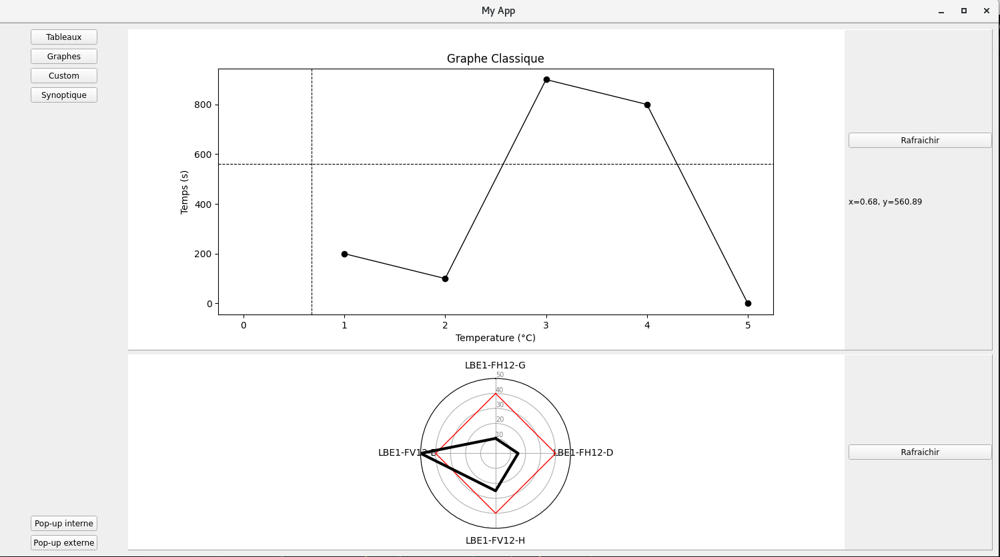 My App
Tableaux
Graphes
Custom
Synoptique
Graphe Classique
Temps (s)
800
600
400
200
0
0 1 2 3 4 5
Temperature (°C)
Rafraichir
x=0.68, y=560.89
LBE1-FH12-G
50
40
30
20
10
LBE1-FH12-D
LBE1-FV12-H
Rafraichir
Pop-up interne
Pop-up externe